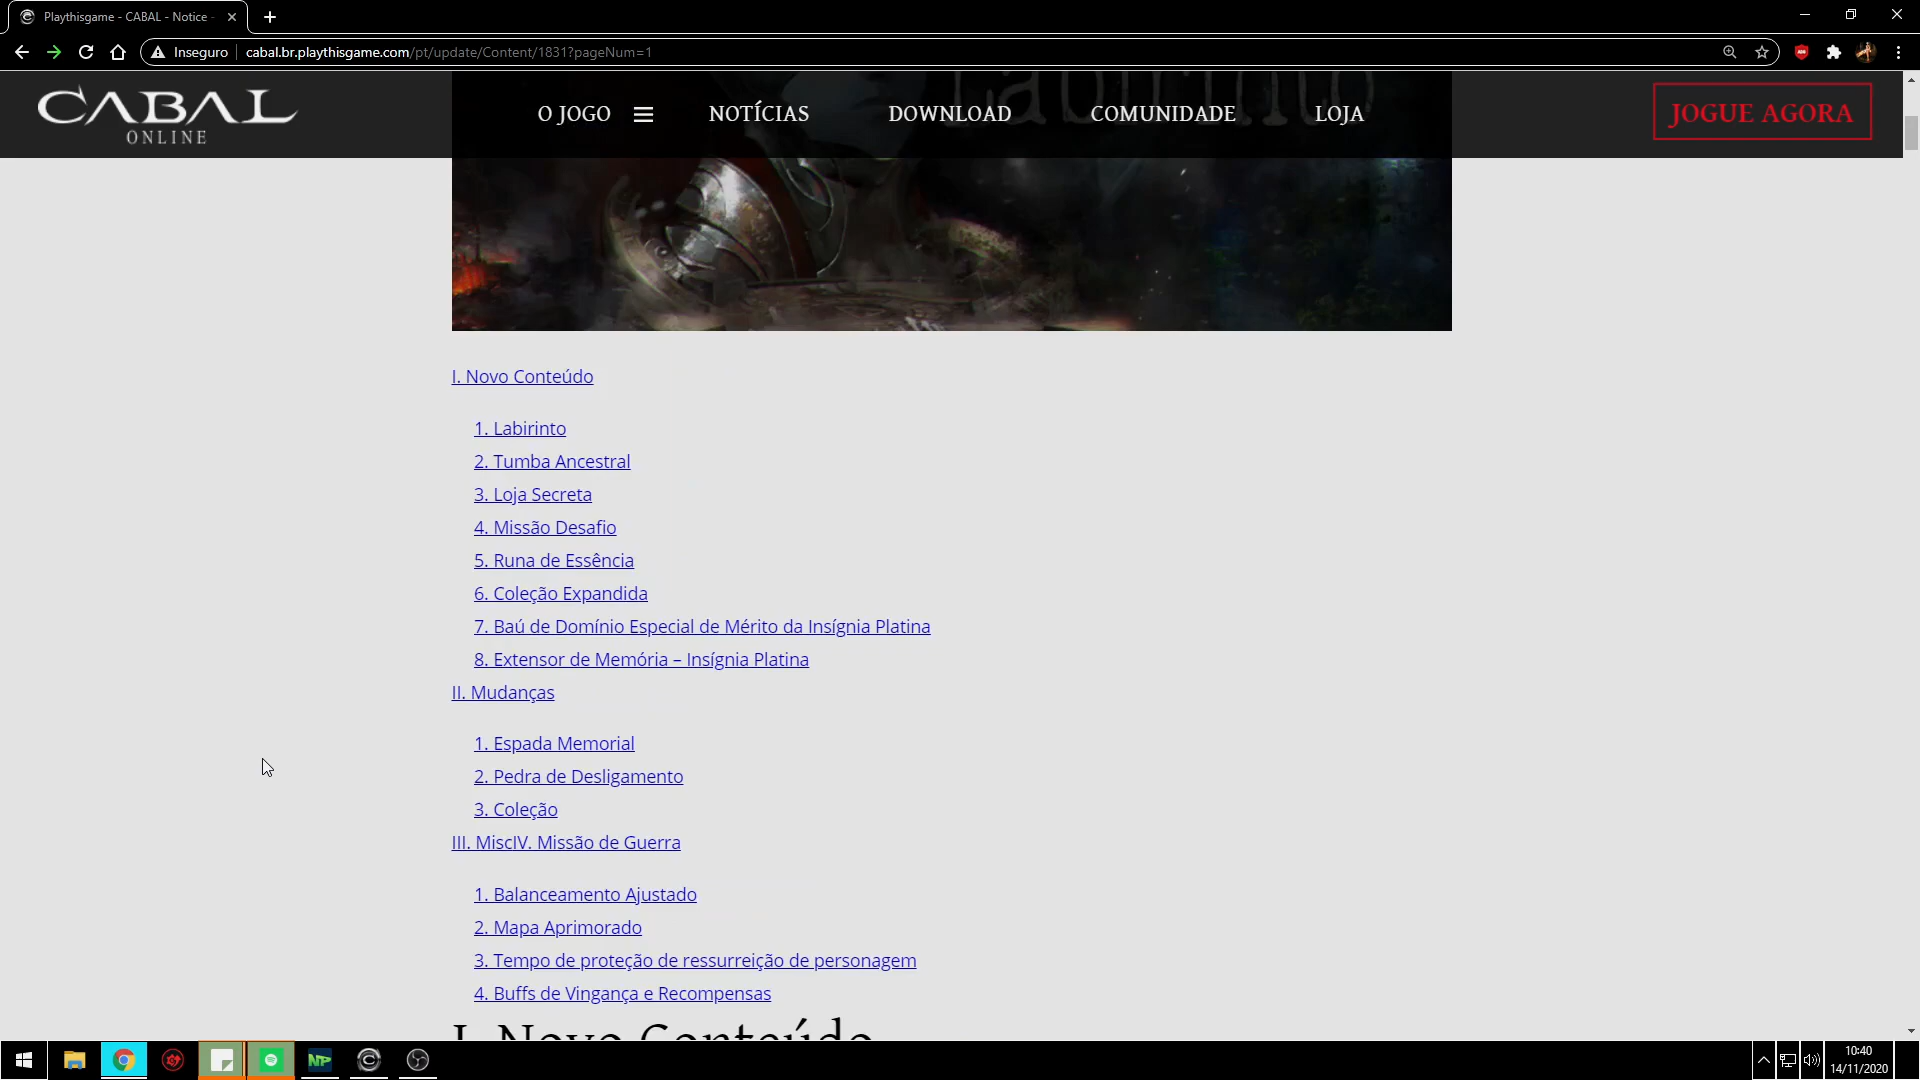 Playthisgame - CABAL - Notice -
Inseguro
cabal.br.playthisgame.com/pt/update/Content/1831?pageNum=1
CABAL
ONLINE
O JOGO
NOTÍCIAS
DOWNLOAD
COMUNIDADE
LOJA
JOGUE AGORA
Labirinto
I. Novo Conteúdo
1. Labirinto
2. Tumba Ancestral
3. Loja Secreta
4. Missão Desafio
5. Runa de Essência
6. Coleção Expandida
7. Baú de Domínio Especial de Mérito da Insígnia Platina
8. Extensor de Memória – Insígnia Platina
II. Mudanças
1. Espada Memorial
2. Pedra de Desligamento
3. Coleção
III. MiscIV. Missão de Guerra
1. Balanceamento Ajustado
2. Mapa Aprimorado
3. Tempo de proteção de ressurreição de personagem
4. Buffs de Vingança e Recompensas
I. Novo Conteúdo
NP
10:40
14/11/2020